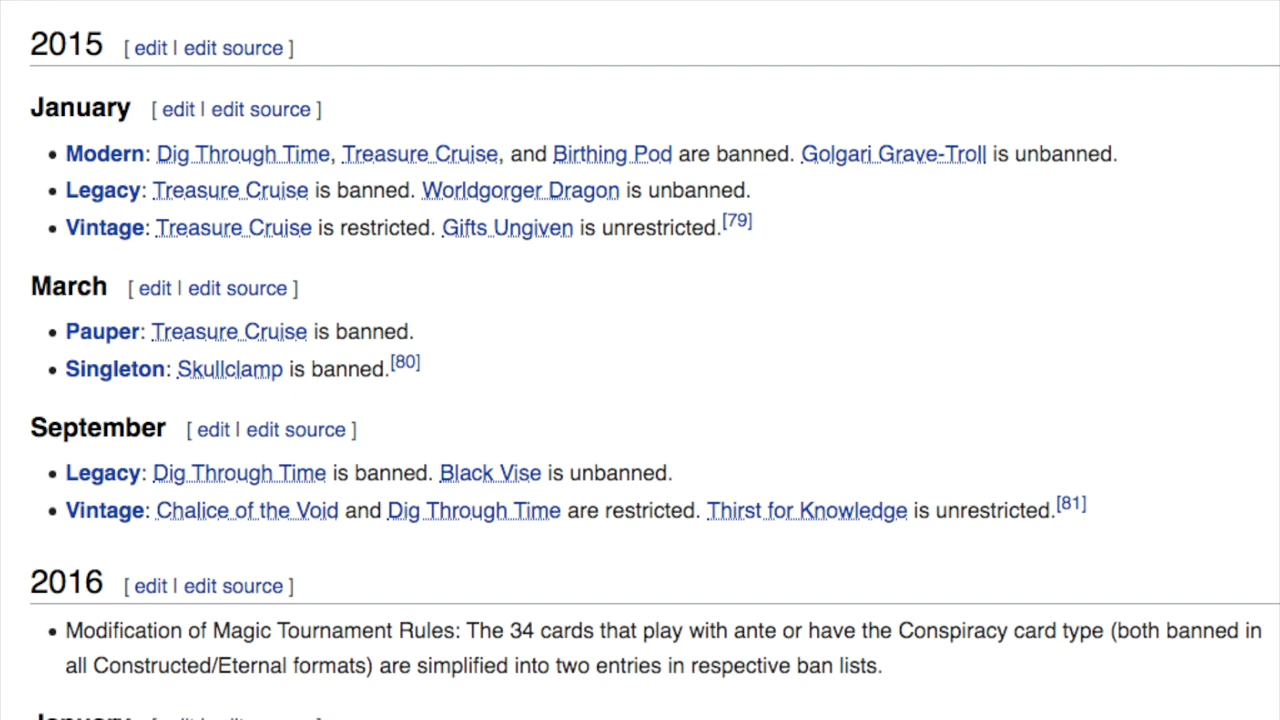 2015 [ edit | edit source ]
January [ edit | edit source ]
• Modern: Dig Through Time, Treasure Cruise, and Birthing Pod are banned. Golgari Grave-Troll is unbanned.
• Legacy: Treasure Cruise is banned. Worldgorger Dragon is unbanned.
• Vintage: Treasure Cruise is restricted. Gifts Ungiven is unrestricted.[79]
March [ edit | edit source ]
• Pauper: Treasure Cruise is banned.
• Singleton: Skullclamp is banned.[80]
September [ edit | edit source ]
• Legacy: Dig Through Time is banned. Black Vise is unbanned.
• Vintage: Chalice of the Void and Dig Through Time are restricted. Thirst for Knowledge is unrestricted.[81]
2016 [ edit | edit source ]
• Modification of Magic Tournament Rules: The 34 cards that play with ante or have the Conspiracy card type (both banned in
all Constructed/Eternal formats) are simplified into two entries in respective ban lists.